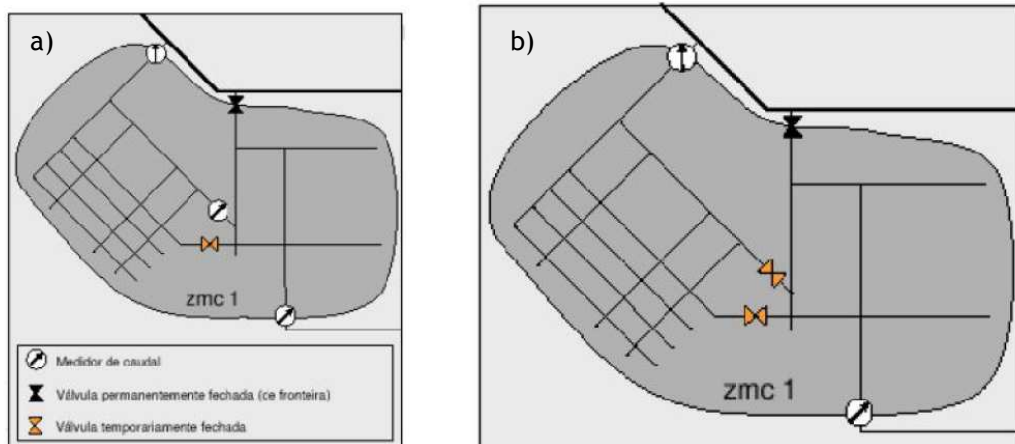 a)
zmc 1
Medidor de caudal
Válvula permanentemente fechada (ce fronteira)
Válvula temporariamente fechada
b)
zmc 1